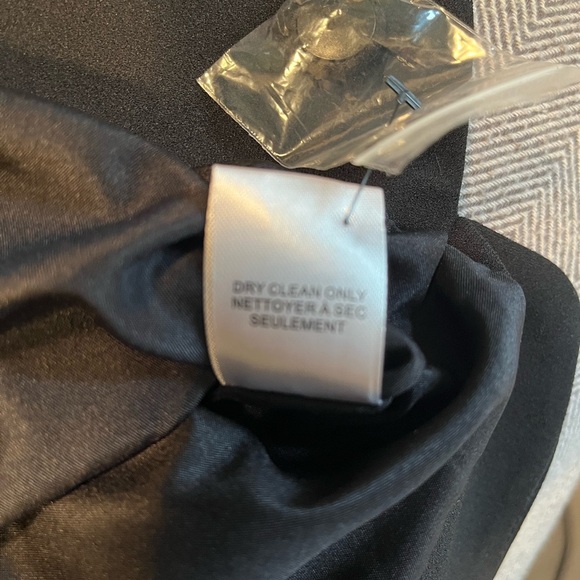 DRY CLEAN ONLY
NETTOYER À SEC
SEULEMENT